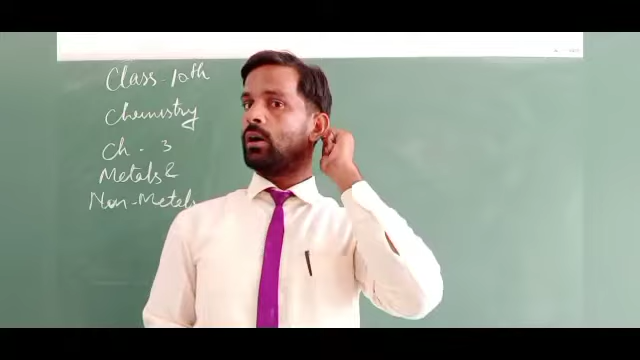 Class-10th
Chemistry
Ch. 3
Metals &
Non-Metals